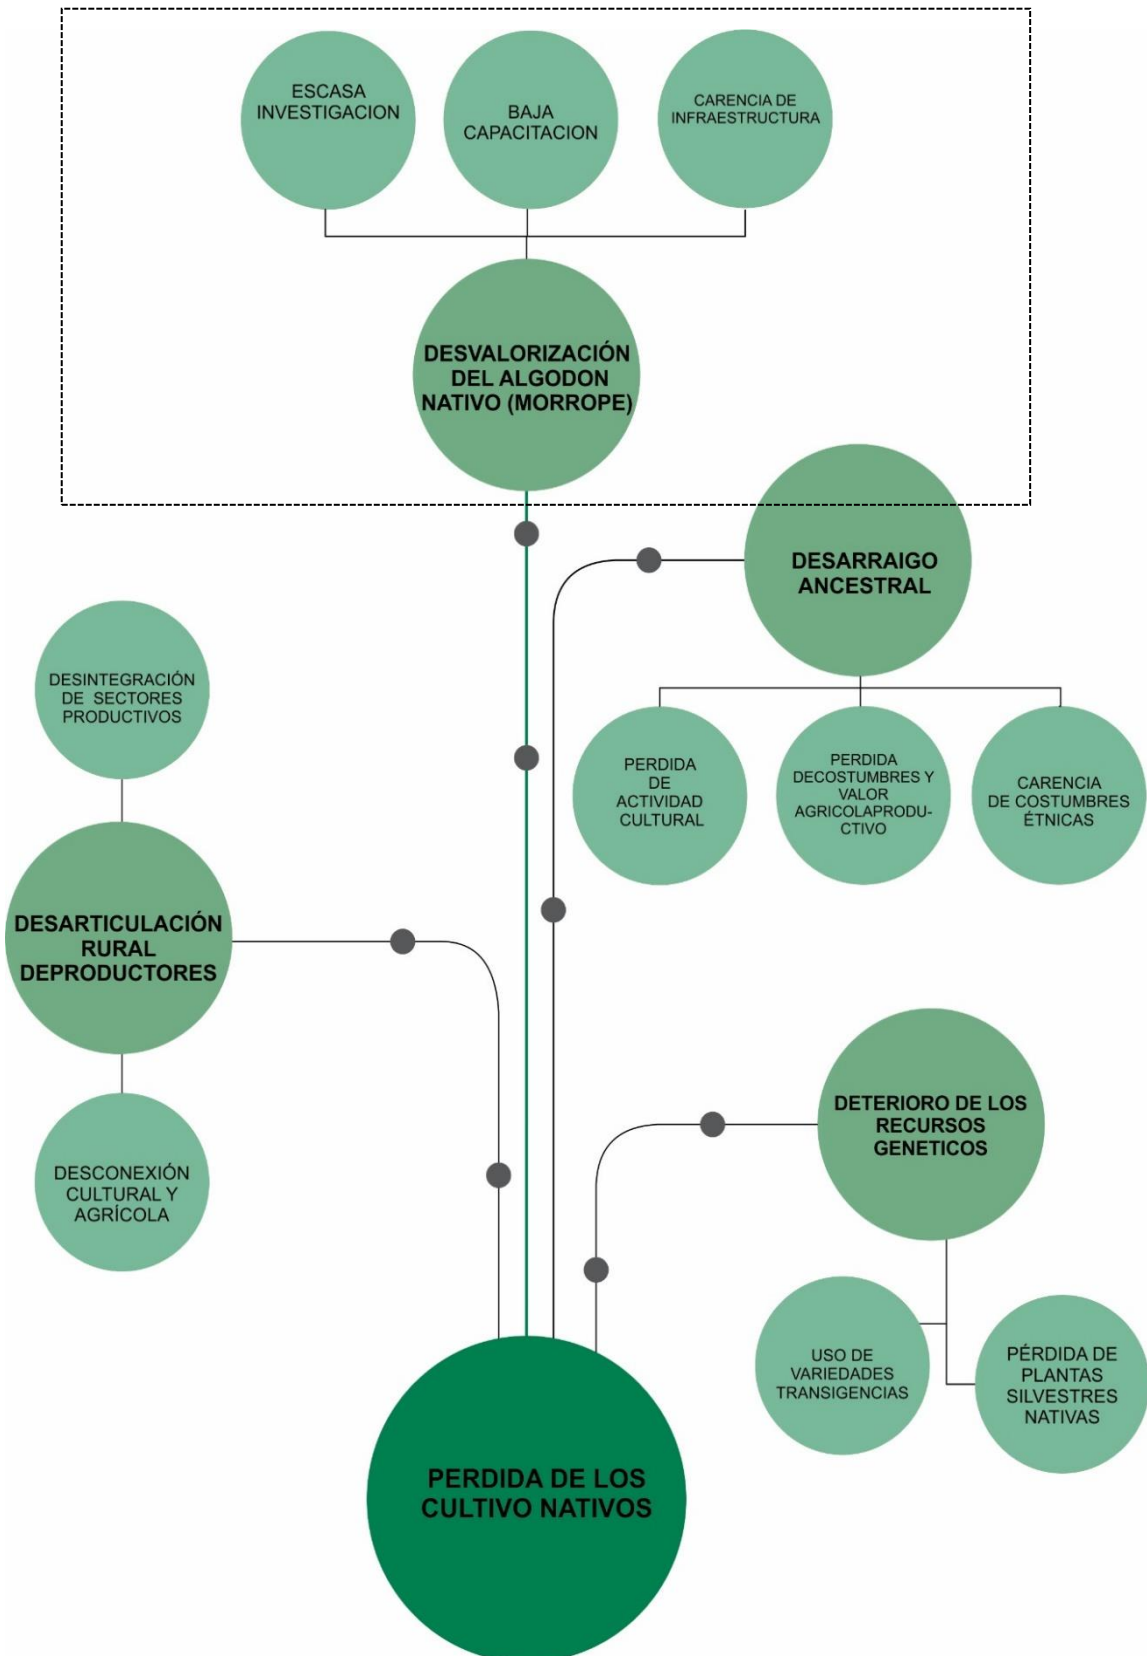 ESCASA
INVESTIGACION
BAJA
CAPACITACION
CARENCIA DE
INFRAESTRUCTURA
DESVALORIZACIÓN
DEL ALGODON
NATIVO (MORROPE)
DESARRAIGO
ANCESTRAL
DESINTEGRACIÓN
DE SECTORES
PRODUCTIVOS
PERDIDA
DE
ACTIVIDAD
CULTURAL
PERDIDA
DECOSTUMBRES Y
VALOR
AGRICOLAPRODU-
CTIVO
CARENCIA
DE COSTUMBRES
ÉTNICAS
DESARTICULACIÓN
RURAL
DEPRODUCTORES
DETERIORO DE LOS
RECURSOS
GENETICOS
DESCONEXIÓN
CULTURAL Y
AGRÍCOLA
USO DE
VARIEDADES
TRANSIGENCIAS
PÉRDIDA DE
PLANTAS
SILVESTRES
NATIVAS
PERDIDA DE LOS
CULTIVO NATIVOS